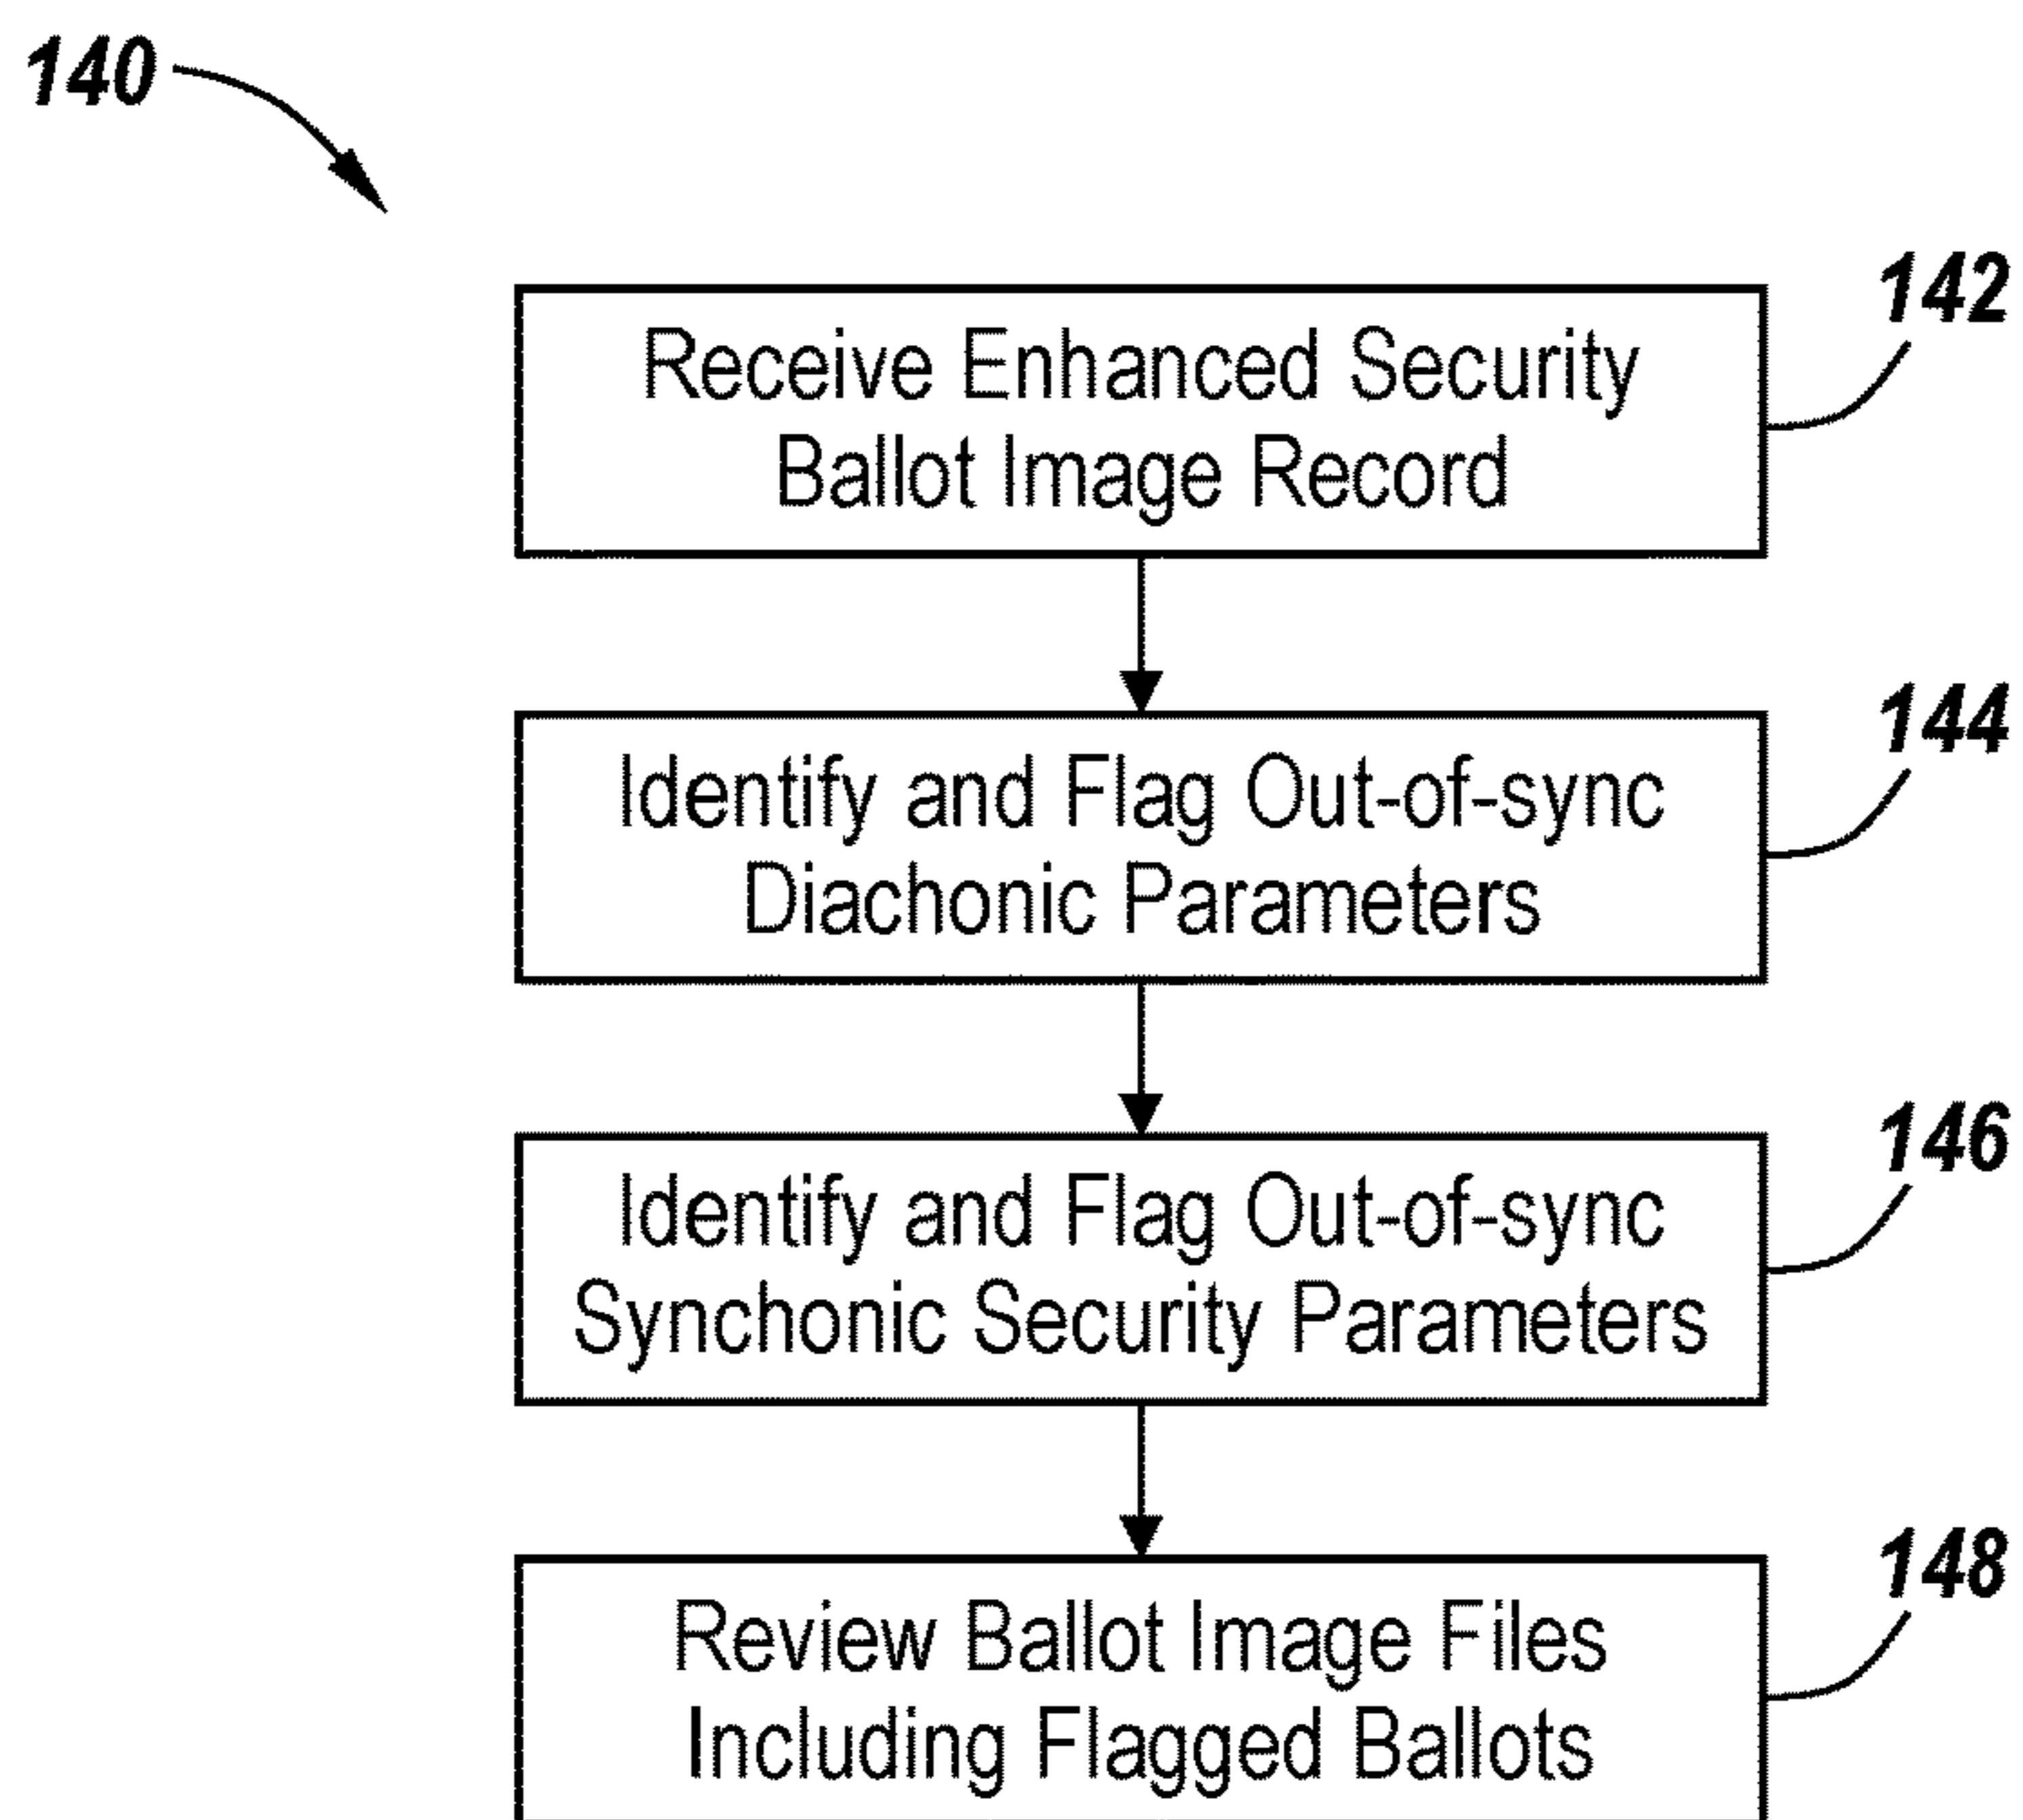 140
142
Receive Enhanced Security
Ballot Image Record
144
Identify and Flag Out-of-sync
Diachonic Parameters
146
Identify and Flag Out-of-sync
Synchonic Security Parameters
148
Review Ballot Image Files
Including Flagged Ballots